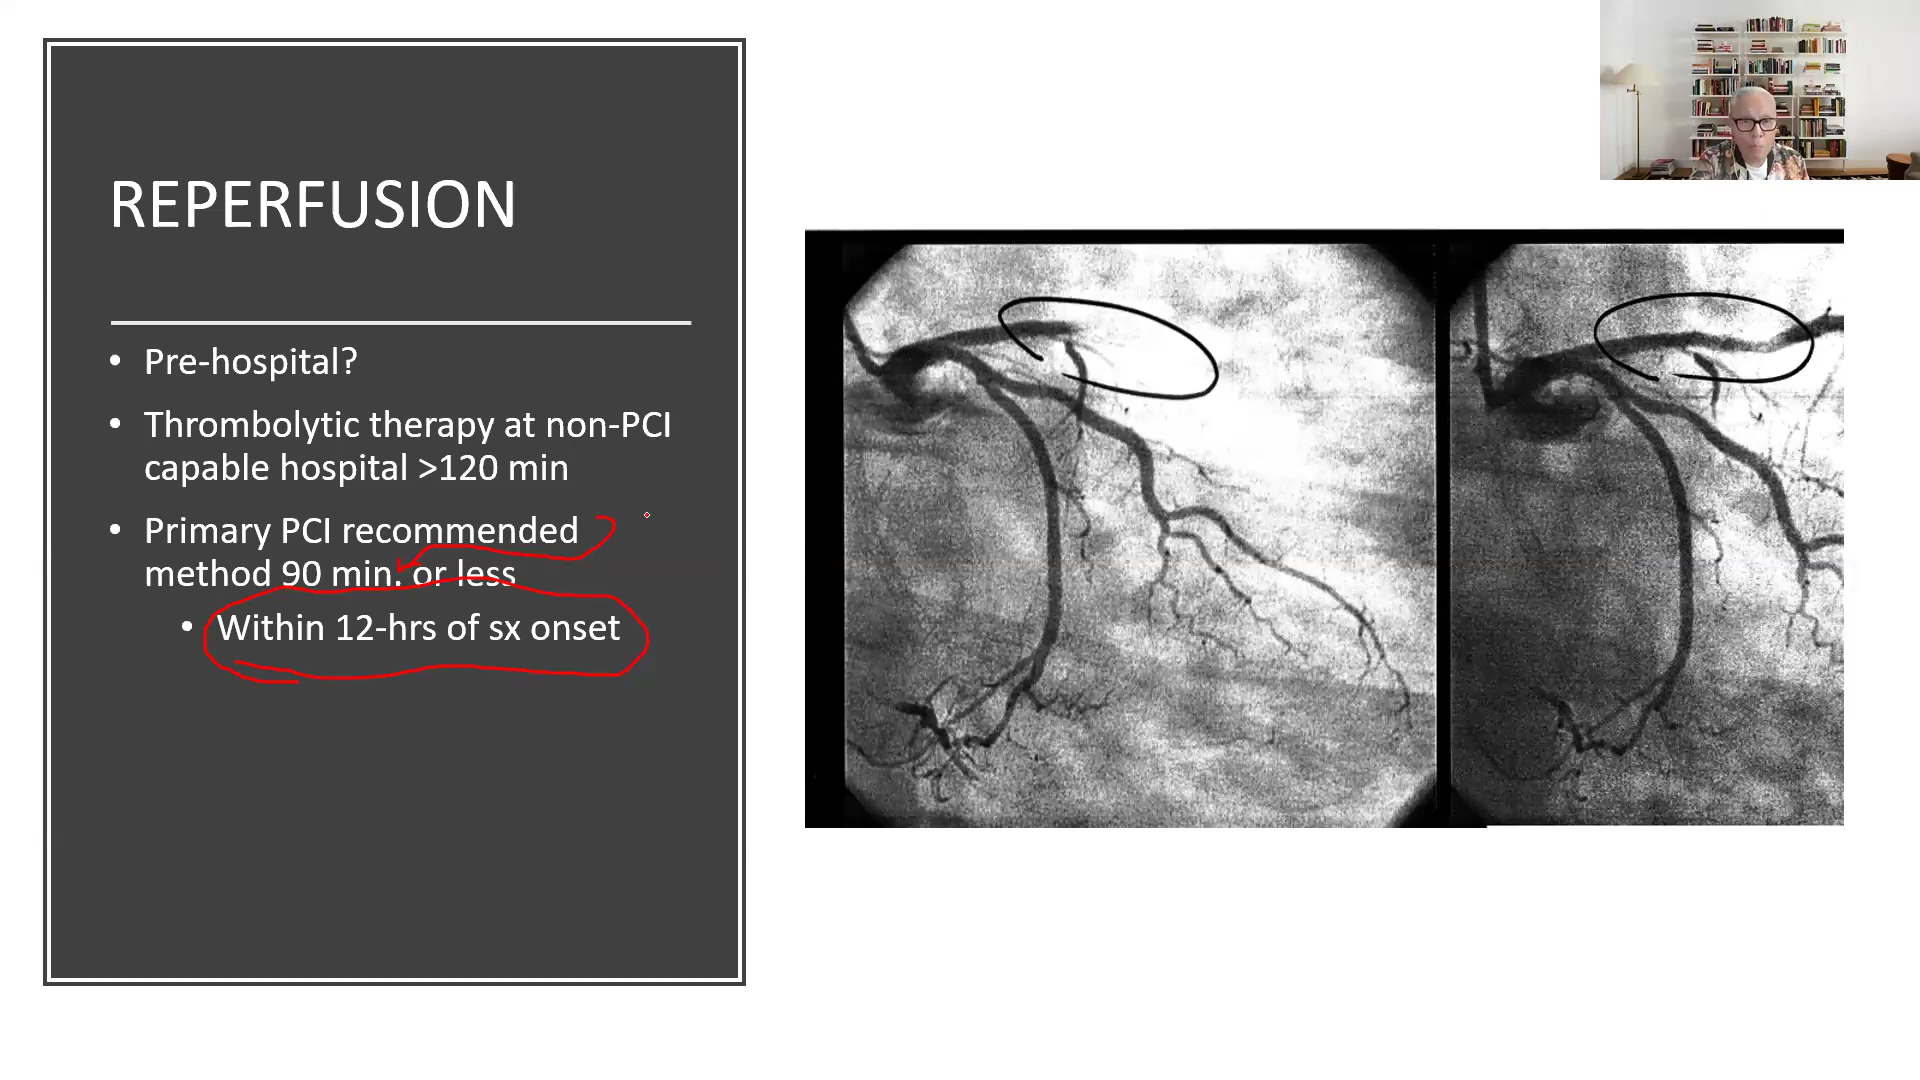 REPERFUSION
• Pre-hospital?
• Thrombolytic therapy at non-PCI
capable hospital >120 min
• Primary PCI recommended
method 90 min. or less
• Within 12-hrs of sx onset